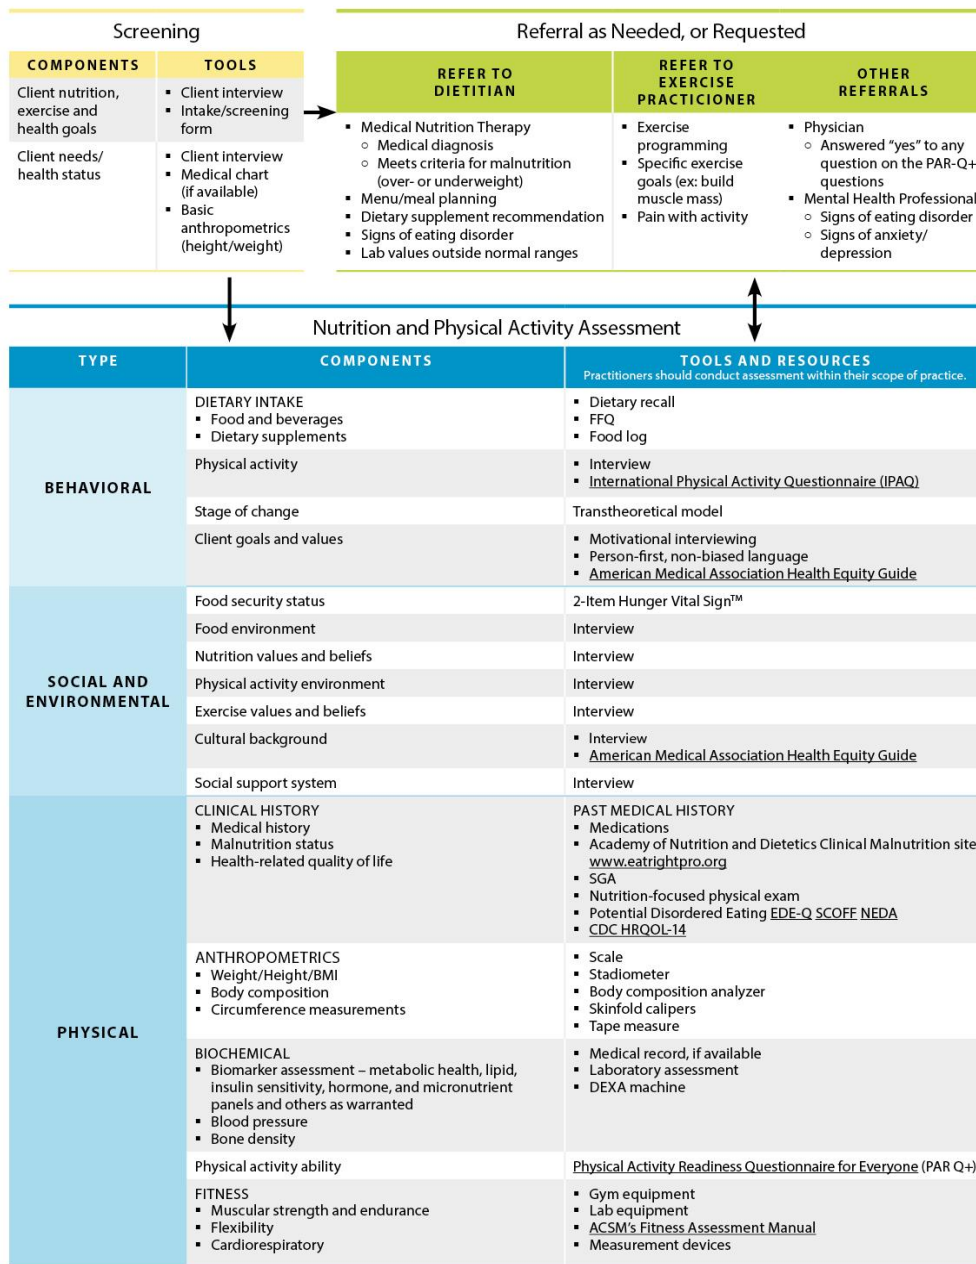 Screening
COMPONENTS
TOOLS
Client nutrition,
exercise and
health goals
▪ Client interview
▪ Intake/screening
form
Client needs/
health status
▪ Client interview
▪ Medical chart
(if available)
▪ Basic
anthropometrics
(height/weight)
Referral as Needed, or Requested
REFER TO
DIETITIAN
REFER TO
EXERCISE
PRACTICIONER
OTHER
REFERRALS
▪ Medical Nutrition Therapy
○ Medical diagnosis
○ Meets criteria for malnutrition
(over- or underweight)
▪ Menu/meal planning
▪ Dietary supplement recommendation
▪ Signs of eating disorder
▪ Lab values outside normal ranges
▪ Exercise
programming
▪ Specific exercise
goals (ex: build
muscle mass)
▪ Pain with activity
▪ Physician
○ Answered "yes" to any
question on the PAR-Q+
questions
▪ Mental Health Professional
○ Signs of eating disorder
○ Signs of anxiety/
depression
Nutrition and Physical Activity Assessment
TYPE
COMPONENTS
TOOLS AND RESOURCES
Practitioners should conduct assessment within their scope of practice.
BEHAVIORAL
DIETARY INTAKE
▪ Food and beverages
▪ Dietary supplements
▪ Dietary recall
▪ FFQ
▪ Food log
Physical activity
▪ Interview
▪ International Physical Activity Questionnaire (IPAQ)
Stage of change
Transtheoretical model
Client goals and values
▪ Motivational interviewing
▪ Person-first, non-biased language
▪ American Medical Association Health Equity Guide
SOCIAL AND
ENVIRONMENTAL
Food security status
2-Item Hunger Vital Sign™
Food environment
Interview
Nutrition values and beliefs
Interview
Physical activity environment
Interview
Exercise values and beliefs
Interview
Cultural background
▪ Interview
▪ American Medical Association Health Equity Guide
Social support system
Interview
PHYSICAL
CLINICAL HISTORY
▪ Medical history
▪ Malnutrition status
▪ Health-related quality of life
PAST MEDICAL HISTORY
▪ Medications
▪ Academy of Nutrition and Dietetics Clinical Malnutrition site
www.eatrightpro.org
▪ SGA
▪ Nutrition-focused physical exam
▪ Potential Disordered Eating EDE-Q SCOFF NEDA
▪ CDC HRQOL-14
ANTHROPOMETRICS
▪ Weight/Height/BMI
▪ Body composition
▪ Circumference measurements
▪ Scale
▪ Stadiometer
▪ Body composition analyzer
▪ Skinfold calipers
▪ Tape measure
BIOCHEMICAL
▪ Biomarker assessment – metabolic health, lipid,
insulin sensitivity, hormone, and micronutrient
panels and others as warranted
▪ Blood pressure
▪ Bone density
▪ Medical record, if available
▪ Laboratory assessment
▪ DEXA machine
Physical activity ability
Physical Activity Readiness Questionnaire for Everyone (PAR Q+)
FITNESS
▪ Muscular strength and endurance
▪ Flexibility
▪ Cardiorespiratory
▪ Gym equipment
▪ Lab equipment
▪ ACSM's Fitness Assessment Manual
▪ Measurement devices